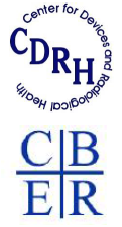 Center for Devices and Radiological Health
CDRH
CB
ER